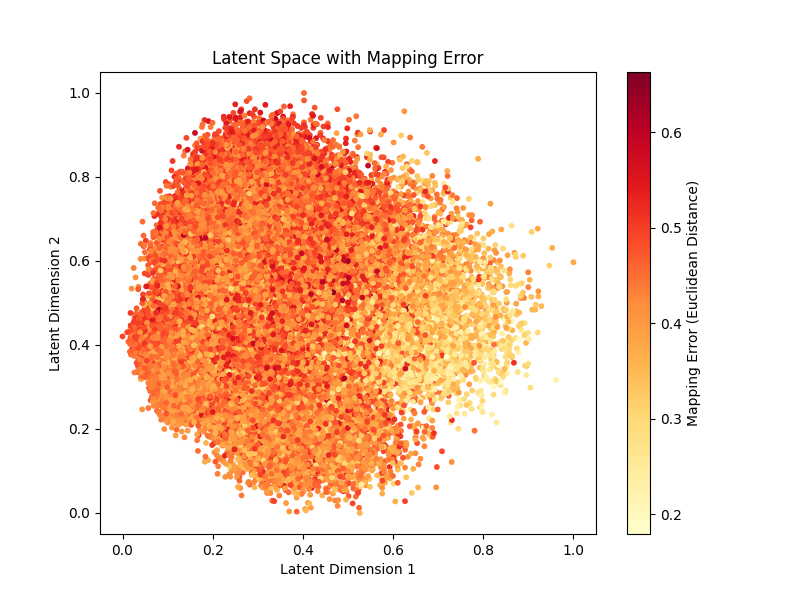 Latent Space with Mapping Error
1.0
0.8
0.6
0.4
0.2
0.0
Latent Dimension 2
0.0 0.2 0.4 0.6 0.8 1.0
Latent Dimension 1
0.6
0.5
0.4
0.3
0.2
Mapping Error (Euclidean Distance)